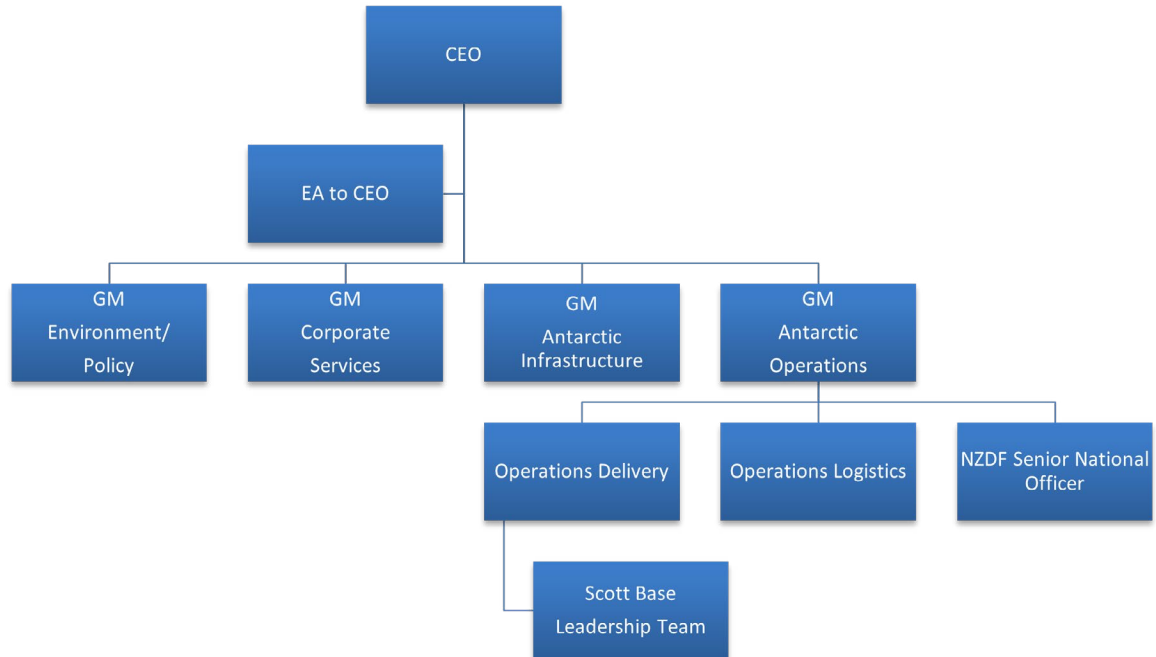 CEO
EA to CEO
GM
Environment/
Policy
GM
Corporate
Services
GM
Antarctic
Infrastructure
GM
Antarctic
Operations
Operations Delivery
Operations Logistics
NZDF Senior National
Officer
Scott Base
Leadership Team